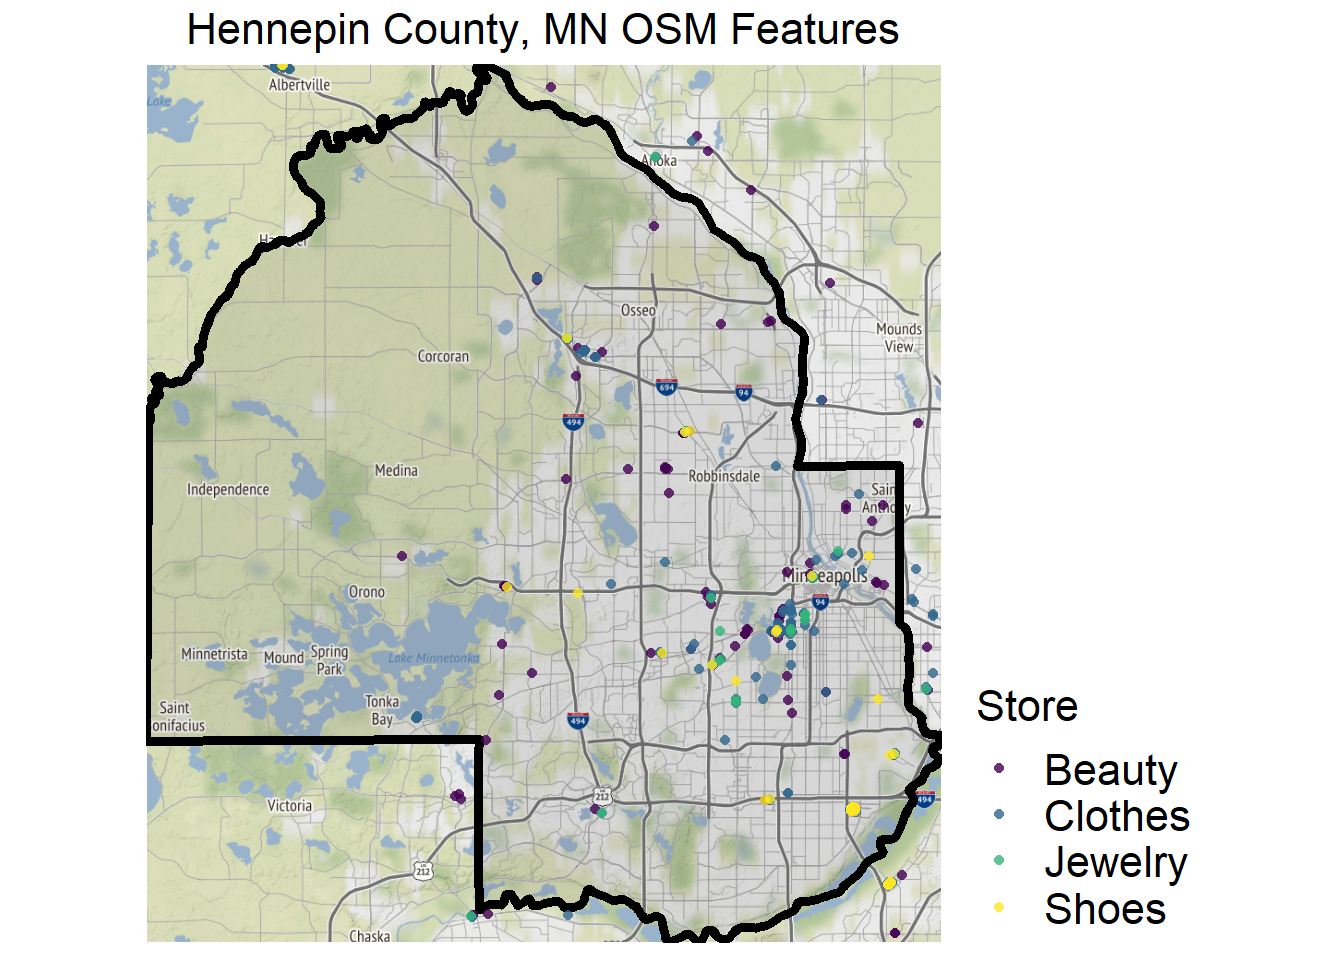 Hennepin County, MN OSM Features
Albertville
Lake
Anoka
Osseo
Mounds
View
Corcoran
694
94
494
Medina
Independence
Robbinsdale
Saint
Anthony
Minneapolis
94
Orono
Minnetrista
Mound
Spring
Park
Lake Minnetonka
Tonka
Bay
Saint
onifacius
494
Store
Beauty
Clothes
Jewelry
Shoes
Victoria
212
494
212
Chaska